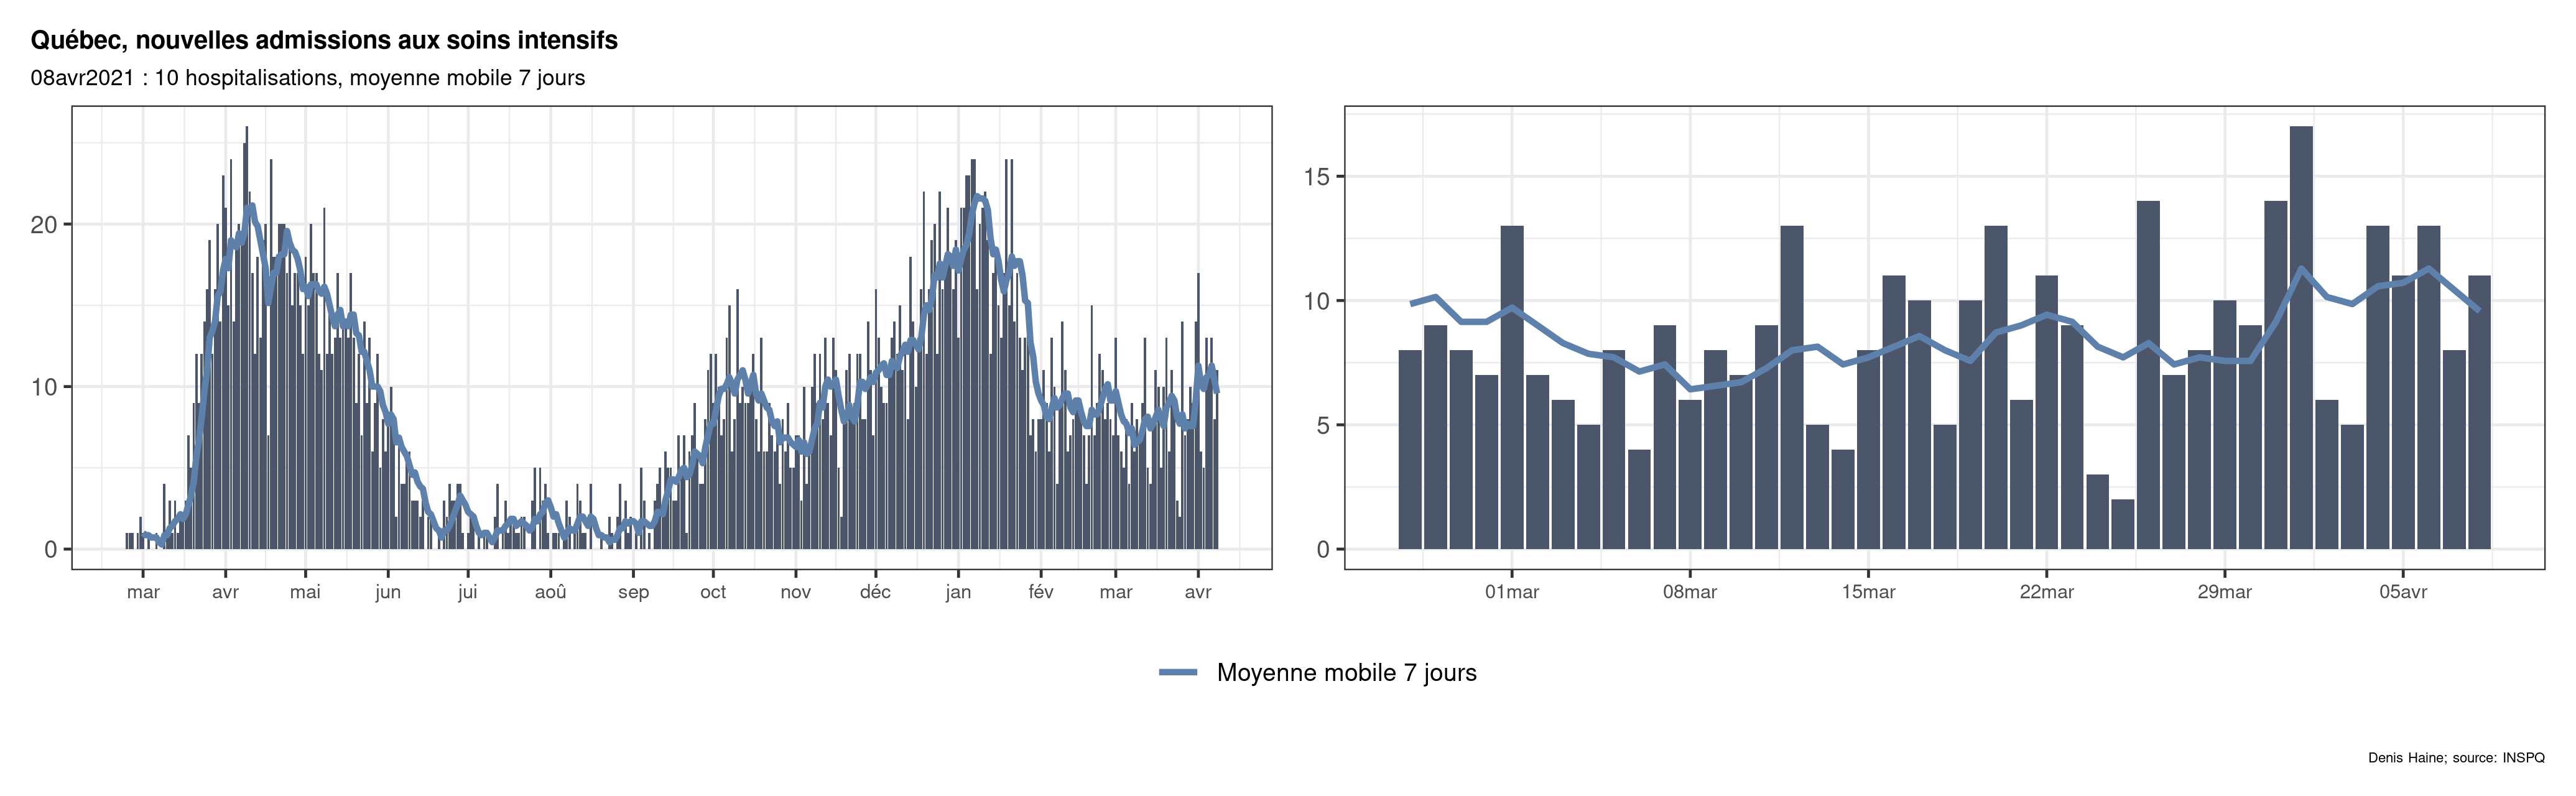 Québec, nouvelles admissions aux soins intensifs
08avr2021 : 10 hospitalisations, moyenne mobile 7 jours
20
10
0
mar avr mai jun jui aoû sep oct nov déc jan fév mar avr
15
10
5
0
01mar 08mar 15mar 22mar 29mar 05avr
Moyenne mobile 7 jours
Denis Haine; source: INSPQ